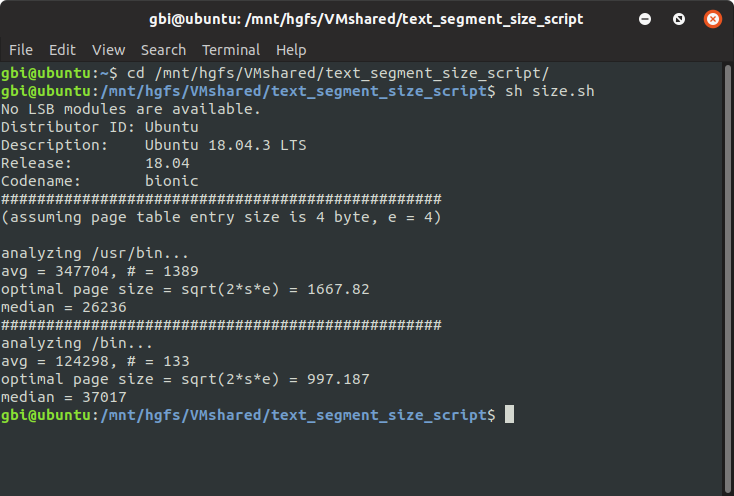 gbi@ubuntu: /mnt/hgfs/VMshared/text_segment_size_script
File Edit View Search Terminal Help
gbi@ubuntu:~$ cd /mnt/hgfs/VMshared/text_segment_size_script/
gbi@ubuntu:/mnt/hgfs/VMshared/text_segment_size_script$ sh size.sh
No LSB modules are available.
Distributor ID: Ubuntu
Description:    Ubuntu 18.04.3 LTS
Release:        18.04
Codename:       bionic
#################################################
(assuming page table entry size is 4 byte, e = 4)

analyzing /usr/bin...
avg = 347704, # = 1389
optimal page size = sqrt(2*s*e) = 1667.82
median = 26236
#################################################
analyzing /bin...
avg = 124298, # = 133
optimal page size = sqrt(2*s*e) = 997.187
median = 37017
gbi@ubuntu:/mnt/hgfs/VMshared/text_segment_size_script$